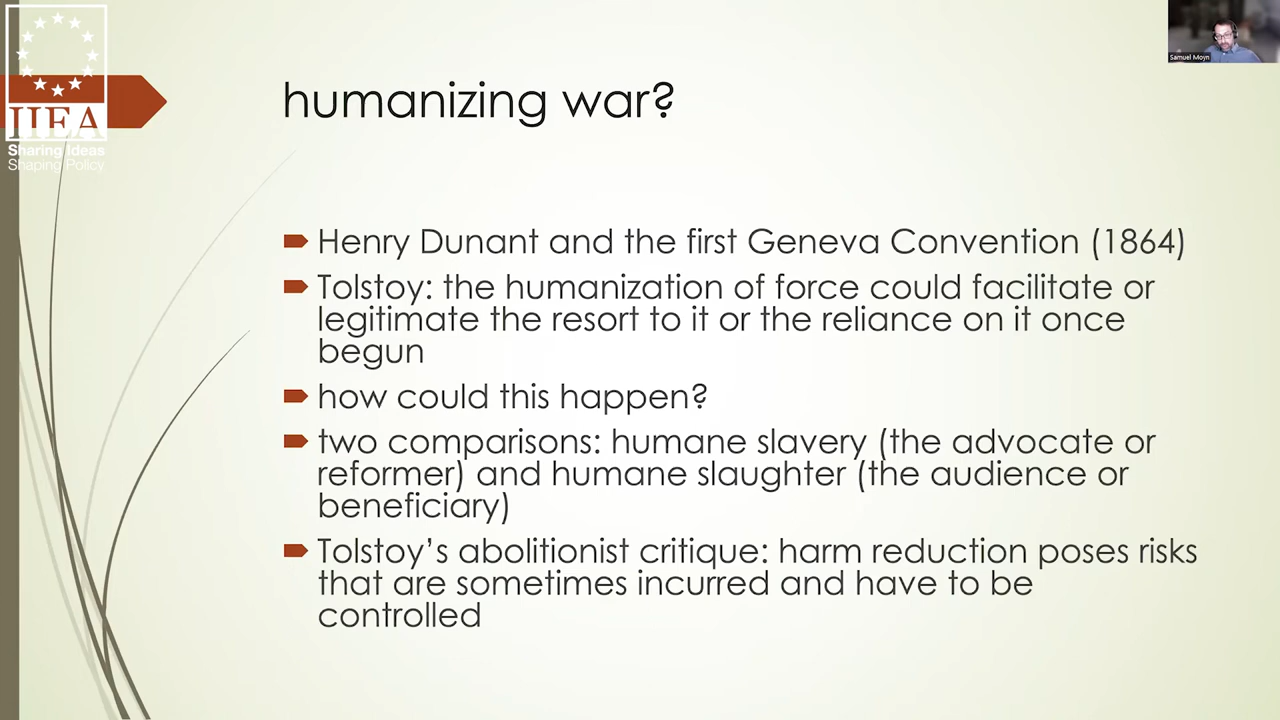 IIEA
Sharing Ideas
Shaping Policy
Samuel Moyn
humanizing war?
Henry Dunant and the first Geneva Convention (1864)
Tolstoy: the humanization of force could facilitate or
legitimate the resort to it or the reliance on it once
begun
how could this happen?
two comparisons: humane slavery (the advocate or
reformer) and humane slaughter (the audience or
beneficiary)
Tolstoy’s abolitionist critique: harm reduction poses risks
that are sometimes incurred and have to be
controlled